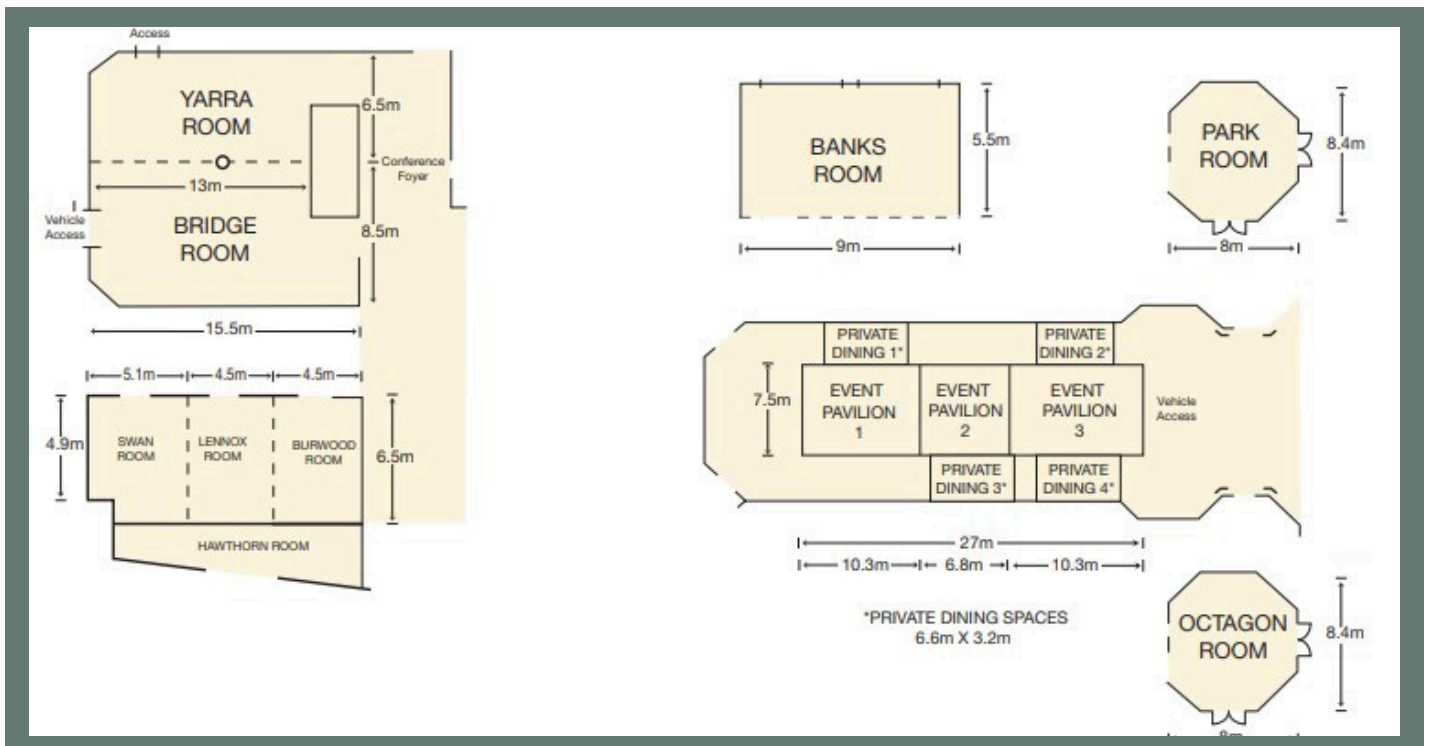 Access
YARRA
ROOM
6.5m
Conference
Foyer
13m
Vehicle
Access
BRIDGE
ROOM
8.5m
15.5m
5.1m
4.5m
4.5m
4.9m
SWAN
ROOM
LENNOX
ROOM
BURWOOD
ROOM
6.5m
HAWTHORN ROOM
BANKS
ROOM
5.5m
9m
PARK
ROOM
8.4m
8m
PRIVATE
DINING 1*
PRIVATE
DINING 2*
7.5m
EVENT
PAVILION
1
EVENT
PAVILION
2
EVENT
PAVILION
3
Vehicle
Access
PRIVATE
DINING 3*
PRIVATE
DINING 4*
27m
10.3m
6.8m
10.3m
*PRIVATE DINING SPACES
6.6m X 3.2m
OCTAGON
ROOM
8.4m
8m